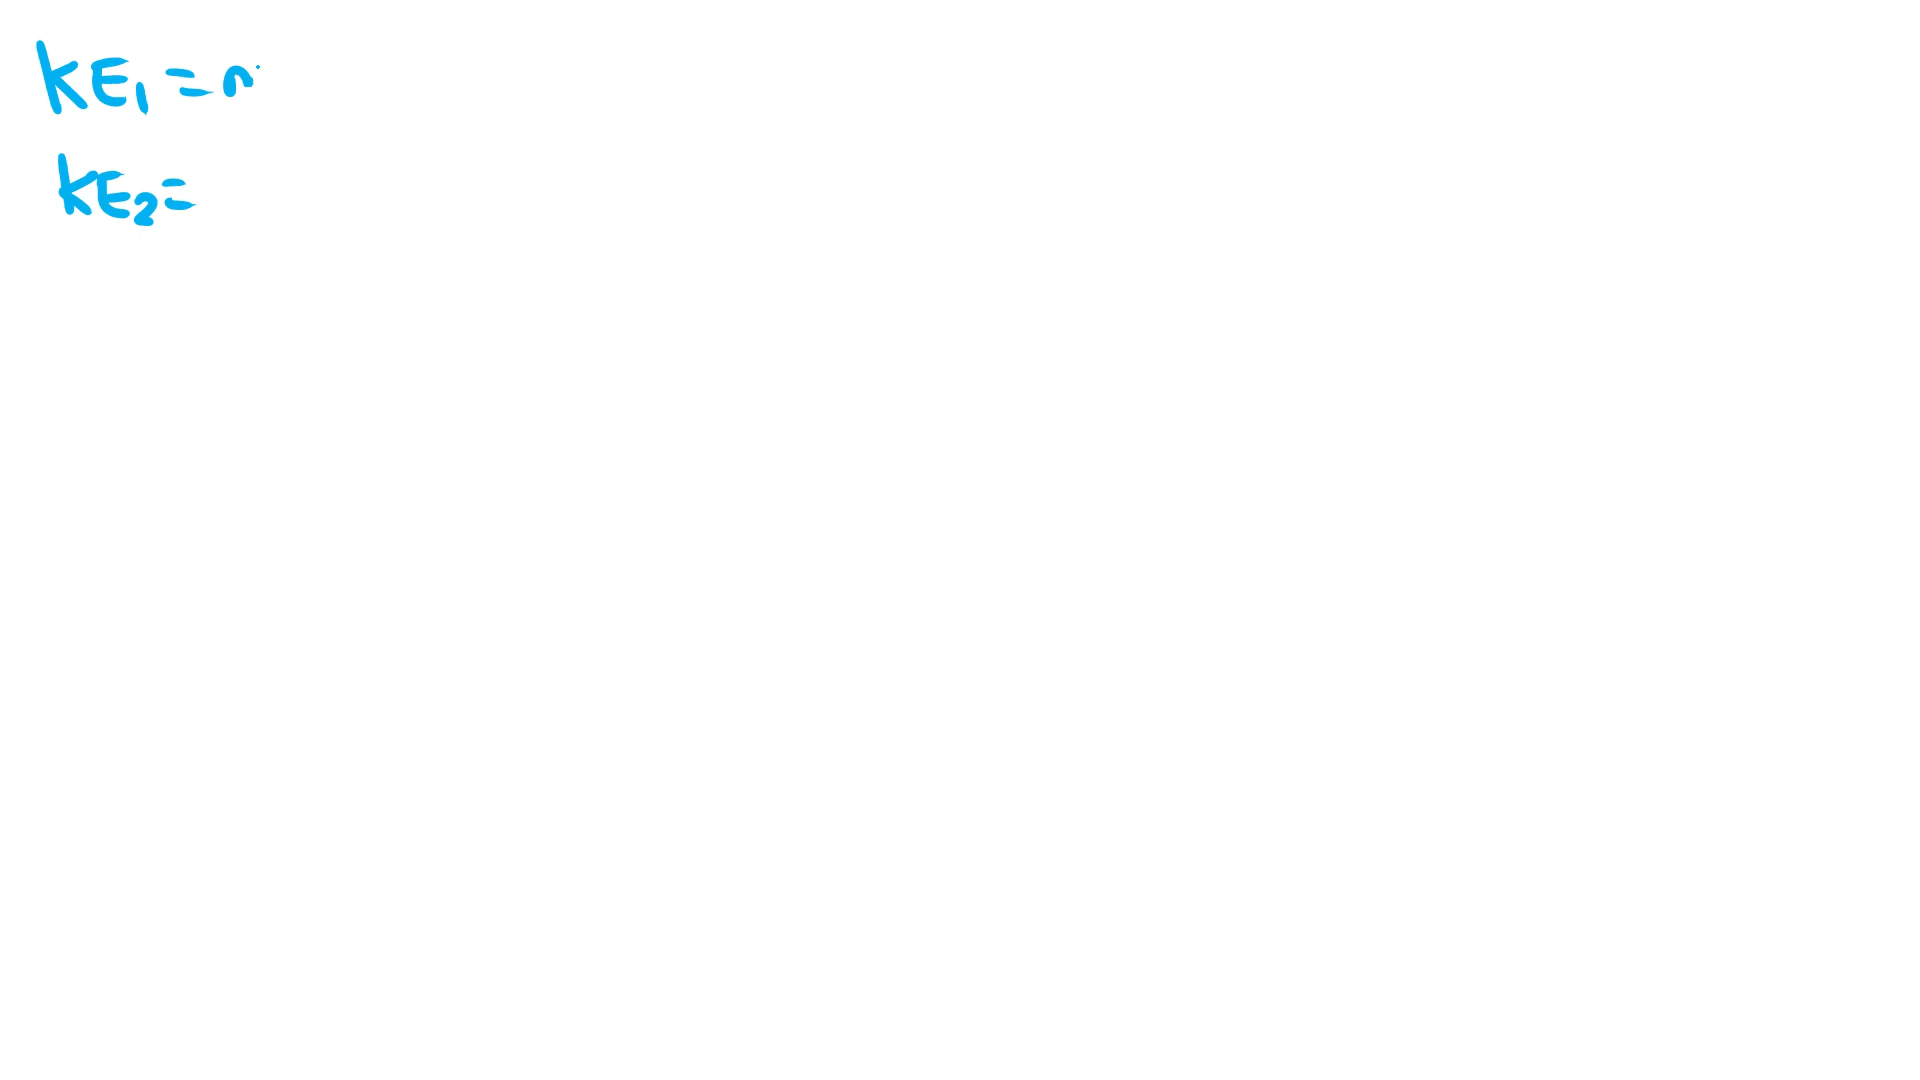 KE₁ = n
KE₂ =